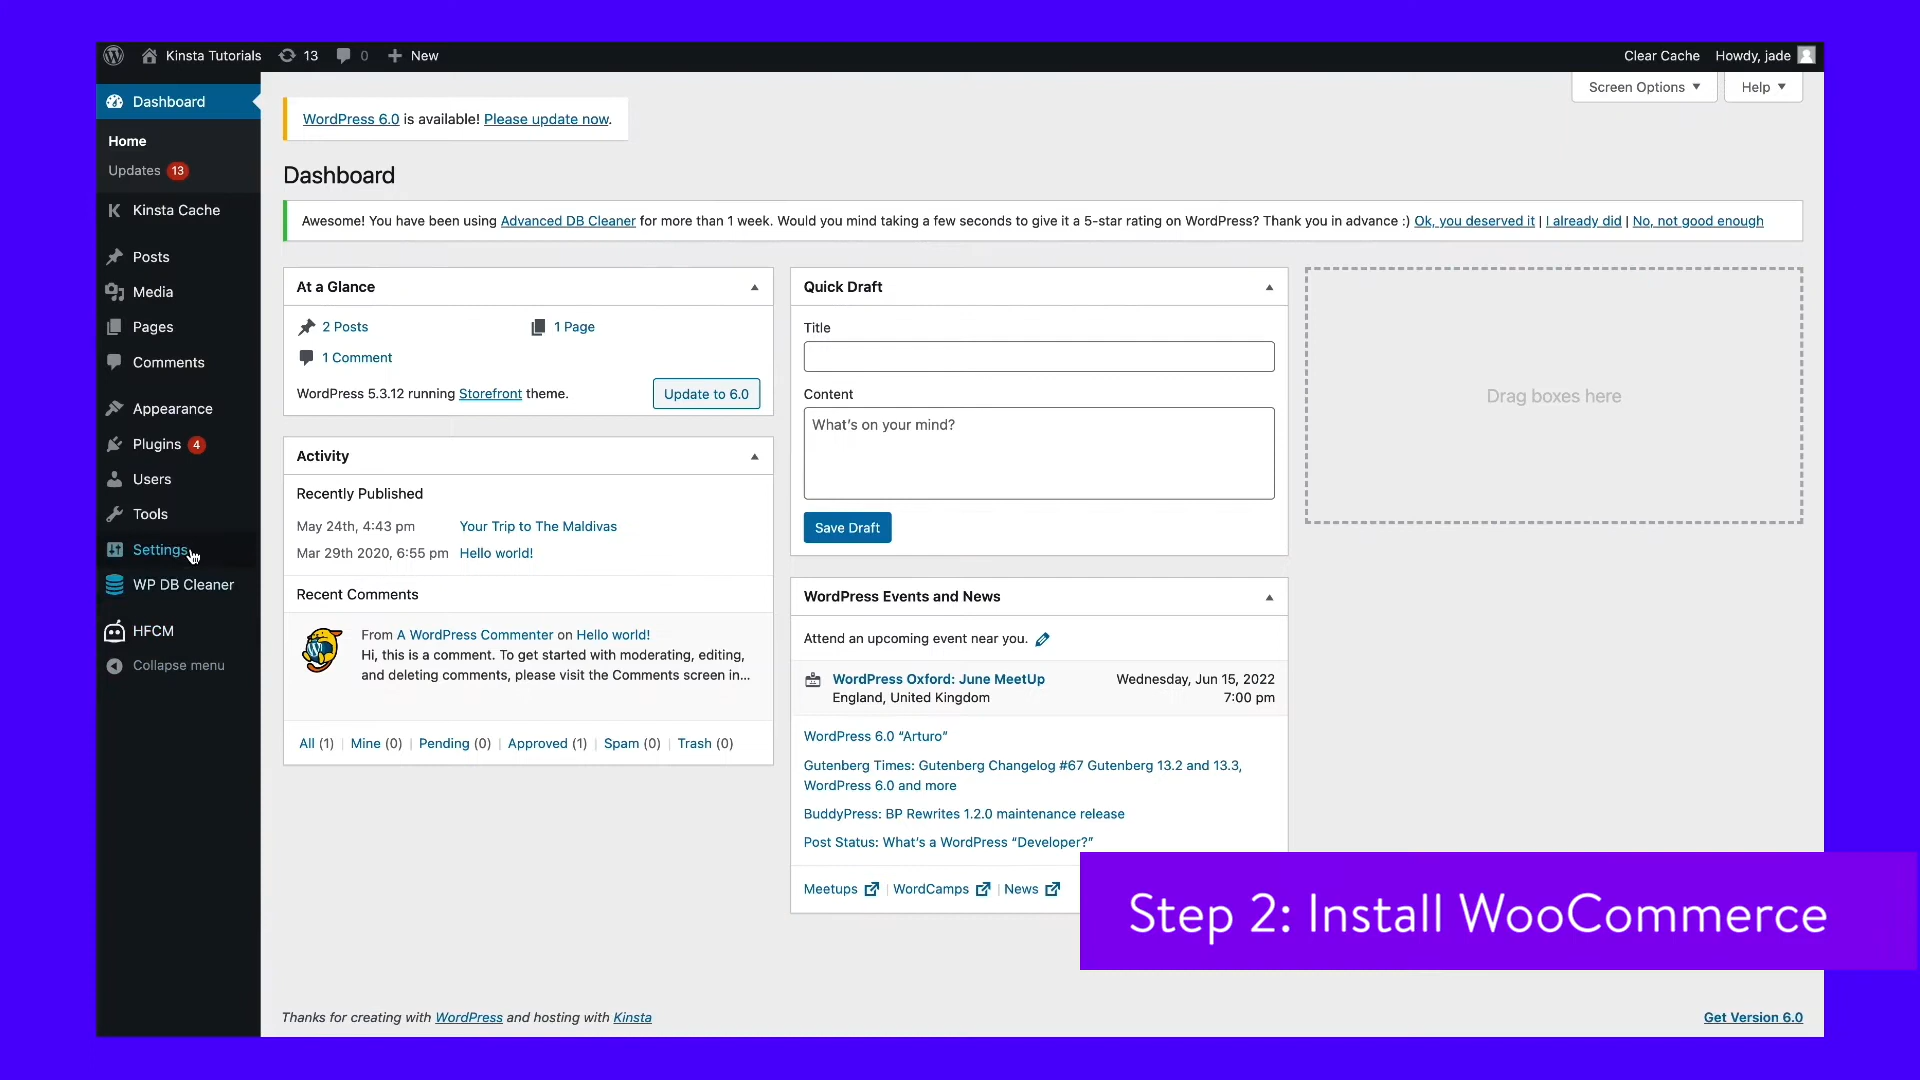 Kinsta Tutorials 13 0 New
Clear Cache Howdy, jade
Dashboard
Home
Updates 13
Kinsta Cache
Posts
Media
Pages
Comments
Appearance
Plugins 4
Users
Tools
Settings
WP DB Cleaner
HFCM
Collapse menu
Screen Options Help
WordPress 6.0 is available! Please update now.
Dashboard
Awesome! You have been using Advanced DB Cleaner for more than 1 week. Would you mind taking a few seconds to give it a 5-star rating on WordPress? Thank you in advance :) Ok, you deserved it | I already did | No, not good enough
At a Glance
2 Posts 1 Page
1 Comment
WordPress 5.3.12 running Storefront theme. Update to 6.0
Activity
Recently Published
May 24th, 4:43 pm Your Trip to The Maldivas
Mar 29th 2020, 6:55 pm Hello world!
Recent Comments
From A WordPress Commenter on Hello world!
Hi, this is a comment. To get started with moderating, editing,
and deleting comments, please visit the Comments screen in...
All (1) | Mine (0) | Pending (0) | Approved (1) | Spam (0) | Trash (0)
Quick Draft
Title
Content
What's on your mind?
Save Draft
WordPress Events and News
Attend an upcoming event near you.
WordPress Oxford: June MeetUp Wednesday, Jun 15, 2022
England, United Kingdom 7:00 pm
WordPress 6.0 “Arturo”
Gutenberg Times: Gutenberg Changelog #67 Gutenberg 13.2 and 13.3,
WordPress 6.0 and more
BuddyPress: BP Rewrites 1.2.0 maintenance release
Post Status: What's a WordPress “Developer?”
Meetups | WordCamps | News
Drag boxes here
Step 2: Install WooCommerce
Thanks for creating with WordPress and hosting with Kinsta
Get Version 6.0